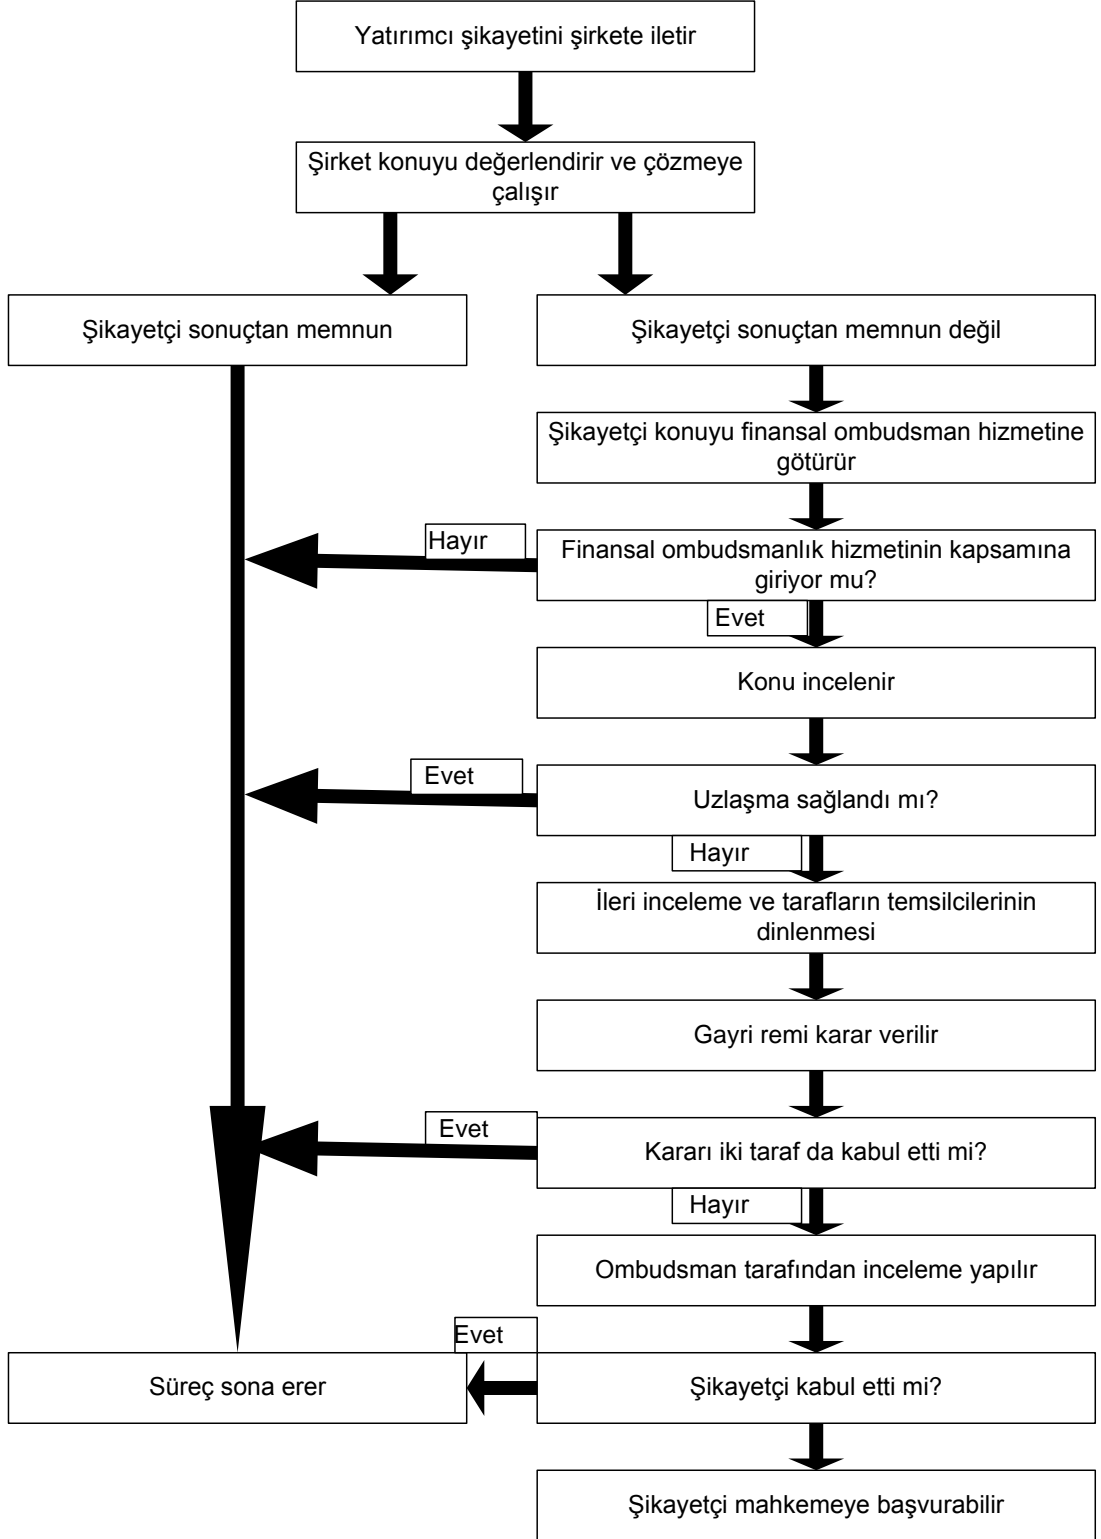 Yatırımcı şikayetini şirkete iletir
Şirket konuyu değerlendirir ve çözmeye
çalışır
Şikayetçi sonuçtan memnun
Şikayetçi sonuçtan memnun değil
Şikayetçi konuyu finansal ombudsman hizmetine
götürür
Hayır
Finansal ombudsmanlık hizmetinin kapsamına
giriyor mu?
Evet
Konu incelenir
Evet
Uzlaşma sağlandı mı?
Hayır
İleri inceleme ve tarafların temsilcilerinin
dinlenmesi
Gayri remi karar verilir
Evet
Kararı iki taraf da kabul etti mi?
Hayır
Ombudsman tarafından inceleme yapılır
Evet
Süreç sona erer
Şikayetçi kabul etti mi?
Şikayetçi mahkemeye başvurabilir